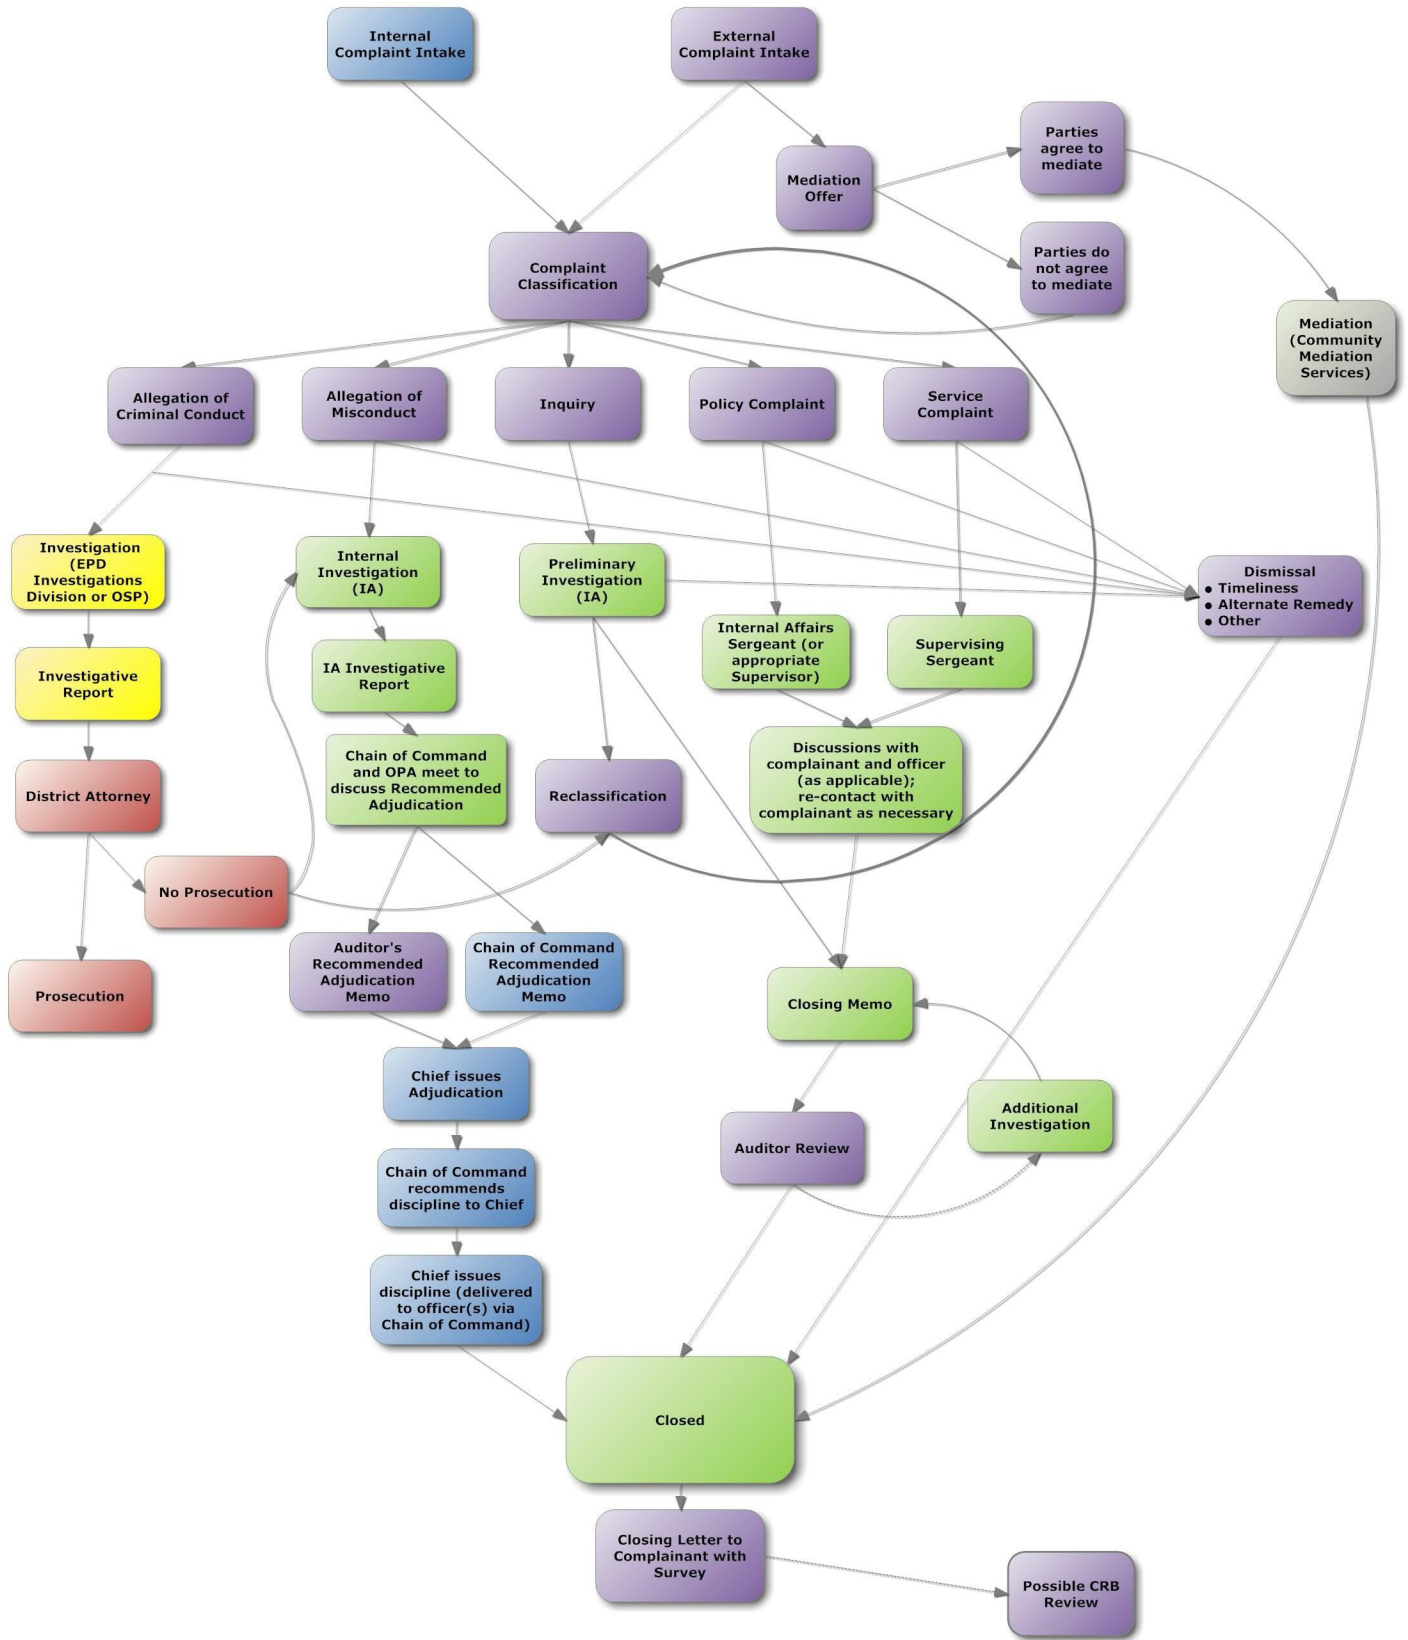 Internal
Complaint Intake
External
Complaint Intake
Parties
agree to
mediate
Mediation
Offer
Parties do
not agree
to mediate
Complaint
Classification
Mediation
(Community
Mediation
Services)
Allegation of
Criminal Conduct
Allegation of
Misconduct
Inquiry
Policy Complaint
Service
Complaint
Investigation
(EPD
Investigations
Division or OSP)
Internal
Investigation
(IA)
Preliminary
Investigation
(IA)
Dismissal
• Timeliness
• Alternate Remedy
• Other
Internal Affairs
Sergeant (or
appropriate
Supervisor)
Supervising
Sergeant
Investigative
Report
IA Investigative
Report
Chain of Command
and OPA meet to
discuss Recommended
Adjudication
Discussions with
complainant and officer
(as applicable);
re-contact with
complainant as necessary
District Attorney
Reclassification
No Prosecution
Auditor's
Recommended
Adjudication
Memo
Chain of Command
Recommended
Adjudication
Memo
Prosecution
Closing Memo
Chief issues
Adjudication
Additional
Investigation
Auditor Review
Chain of Command
recommends
discipline to Chief
Chief issues
discipline (delivered
to officer(s) via
Chain of Command)
Closed
Closing Letter to
Complainant with
Survey
Possible CRB
Review